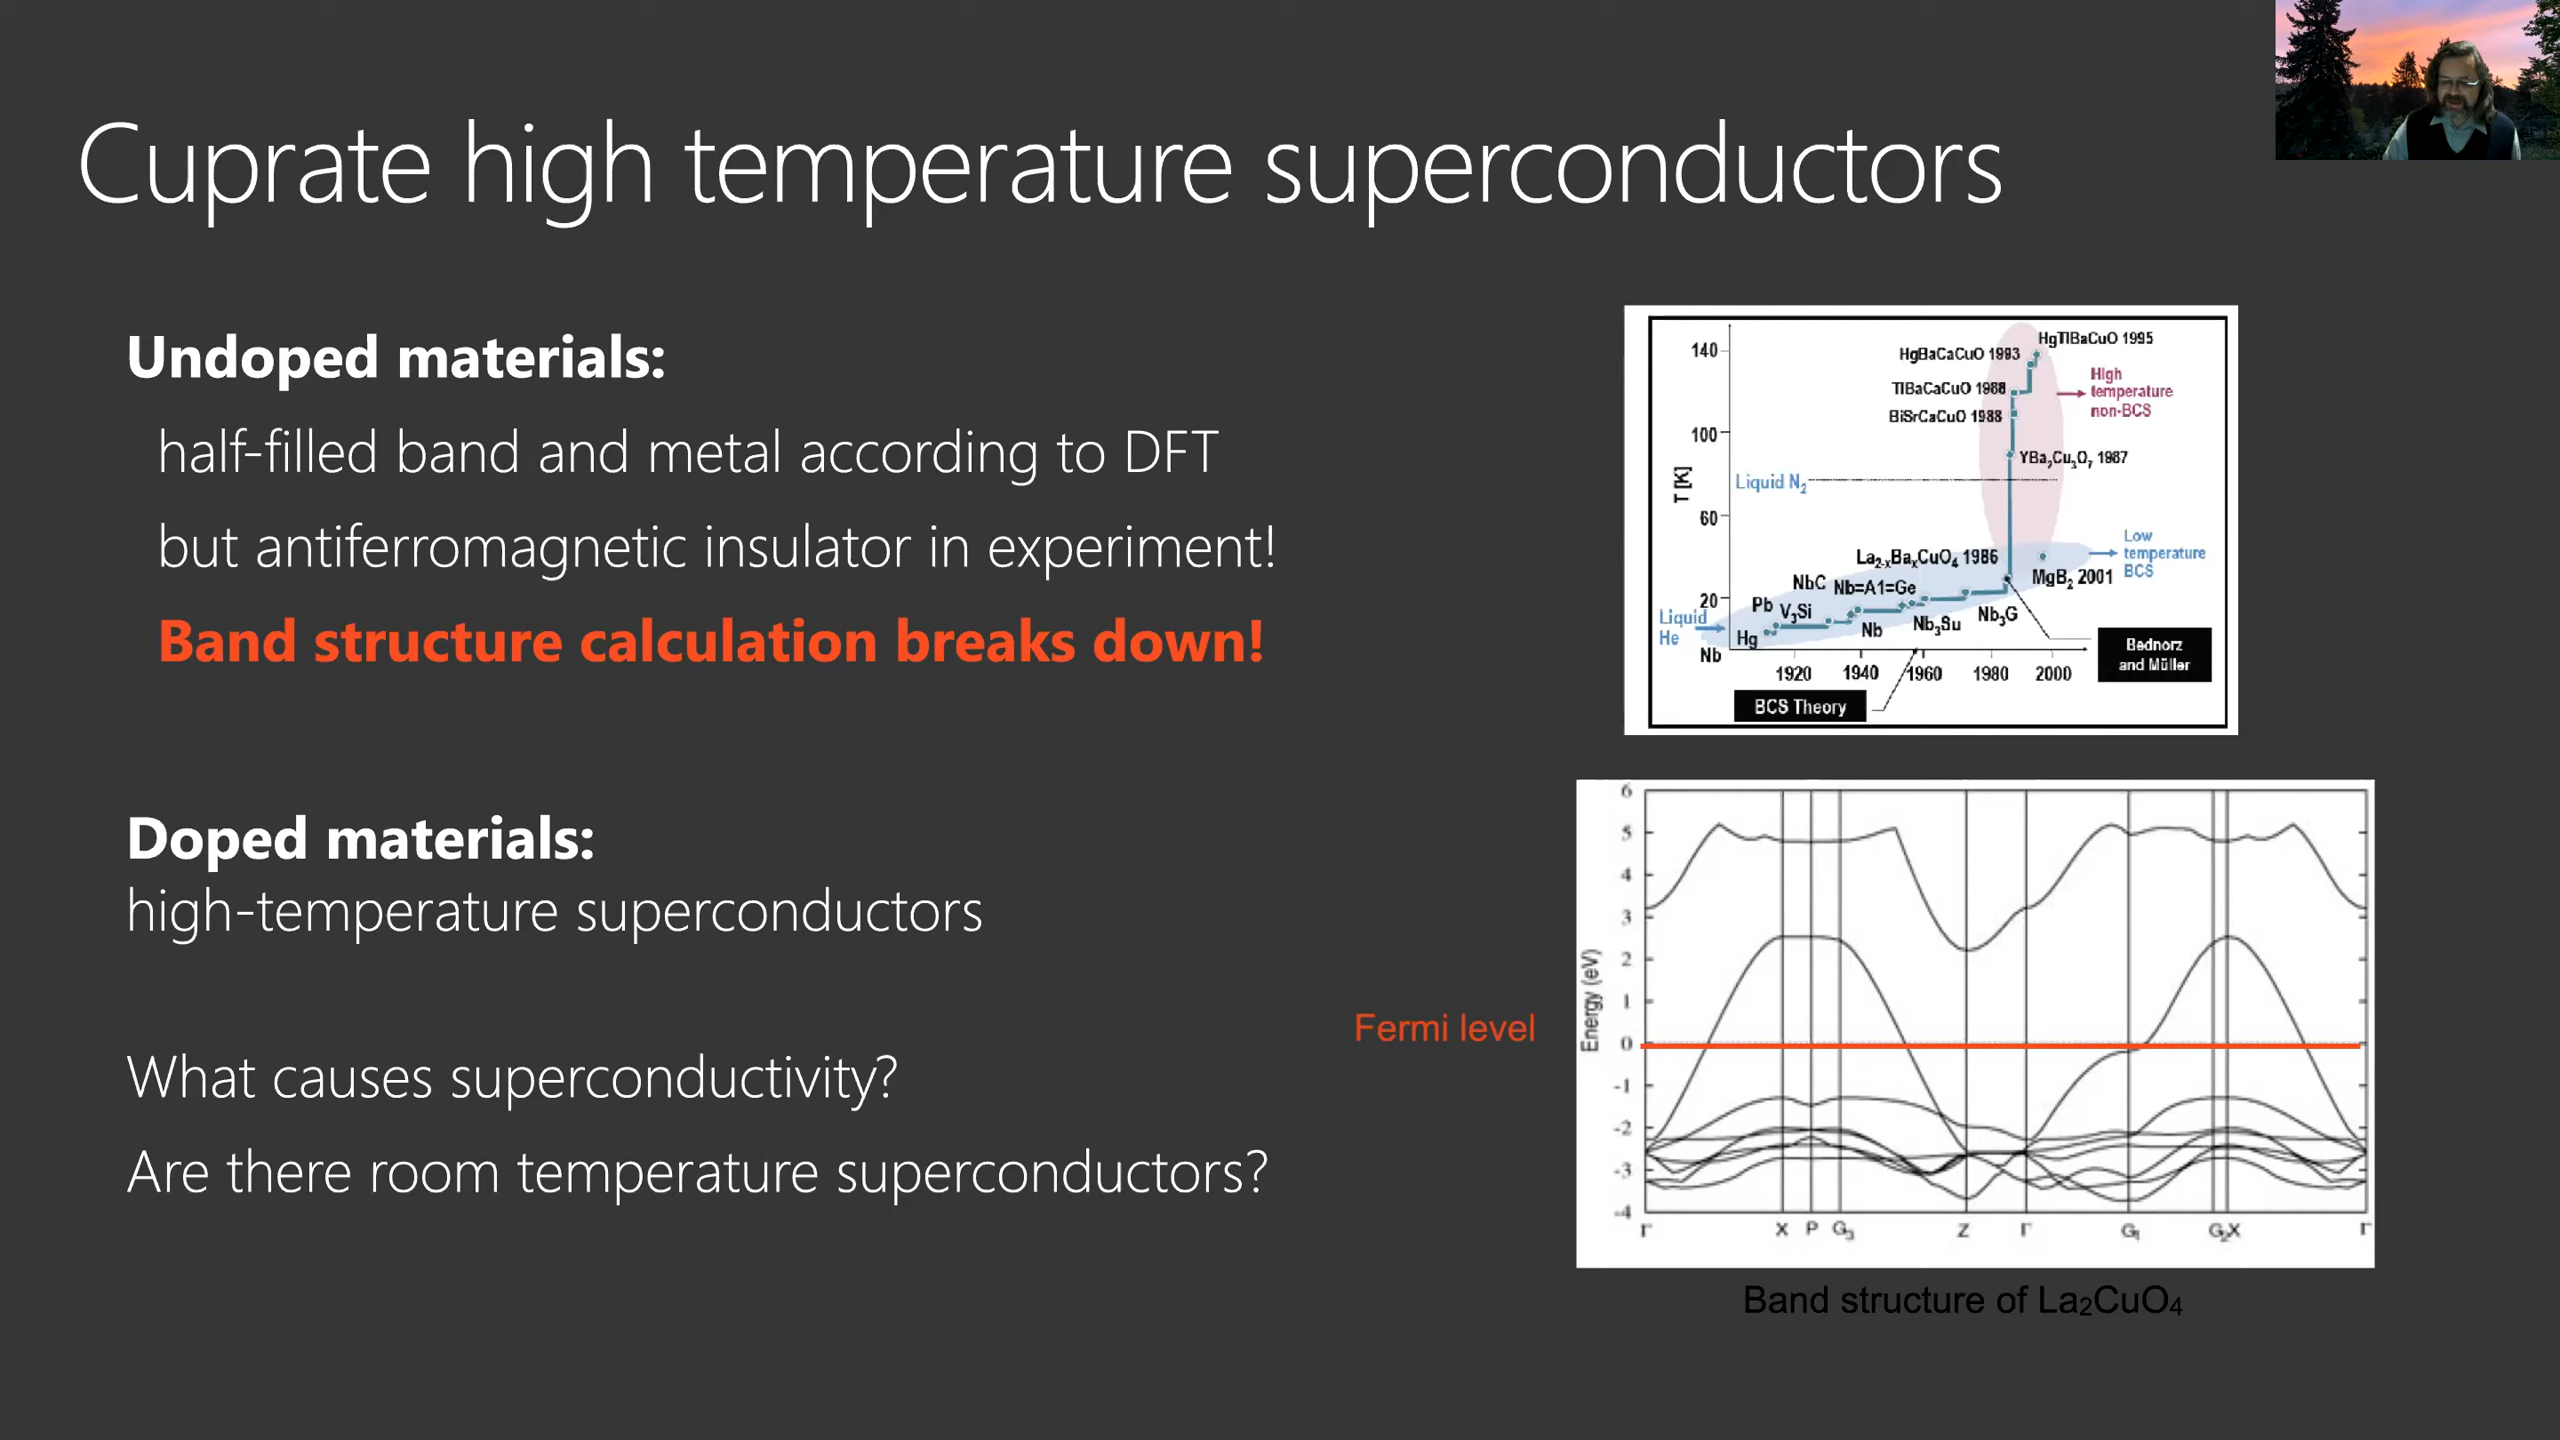 Cuprate high temperature superconductors
Undoped materials:
half-filled band and metal according to DFT
but antiferromagnetic insulator in experiment!
Band structure calculation breaks down!
Doped materials:
high-temperature superconductors
What causes superconductivity?
Are there room temperature superconductors?
140
100
60
20
T [K]
HgTlBaCuO 1995
HgBaCaCuO 1993
High
temperature
non-BCS
TlBaCaCuO 1988
BiSrCaCuO 1988
YBa₂Cu₃O₇ 1987
Liquid N₂
Low
temperature
BCS
La₂₋ₓBaₓCuO₄ 1986
MgB₂ 2001
NbC
Nb=A1=Ge
Pb
V₃Si
Nb₃G
Liquid
He
Hg
Nb
Nb₃Su
Nb
1920 1940 1960 1980 2000
Bednorz
and Müller
BCS Theory
Fermi level
Energy (eV)
6
5
4
3
2
1
0
-1
-2
-3
-4
Γ X P G₃ Z Γ G₁ G₂X Γ
Band structure of La₂CuO₄